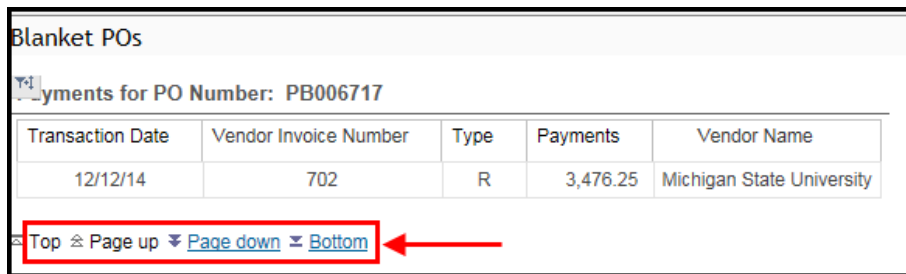 Blanket POs
yments for PO Number: PB006717
Transaction Date Vendor Invoice Number Type Payments Vendor Name
12/12/14 702 R 3,476.25 Michigan State University
Top Page up Page down Bottom